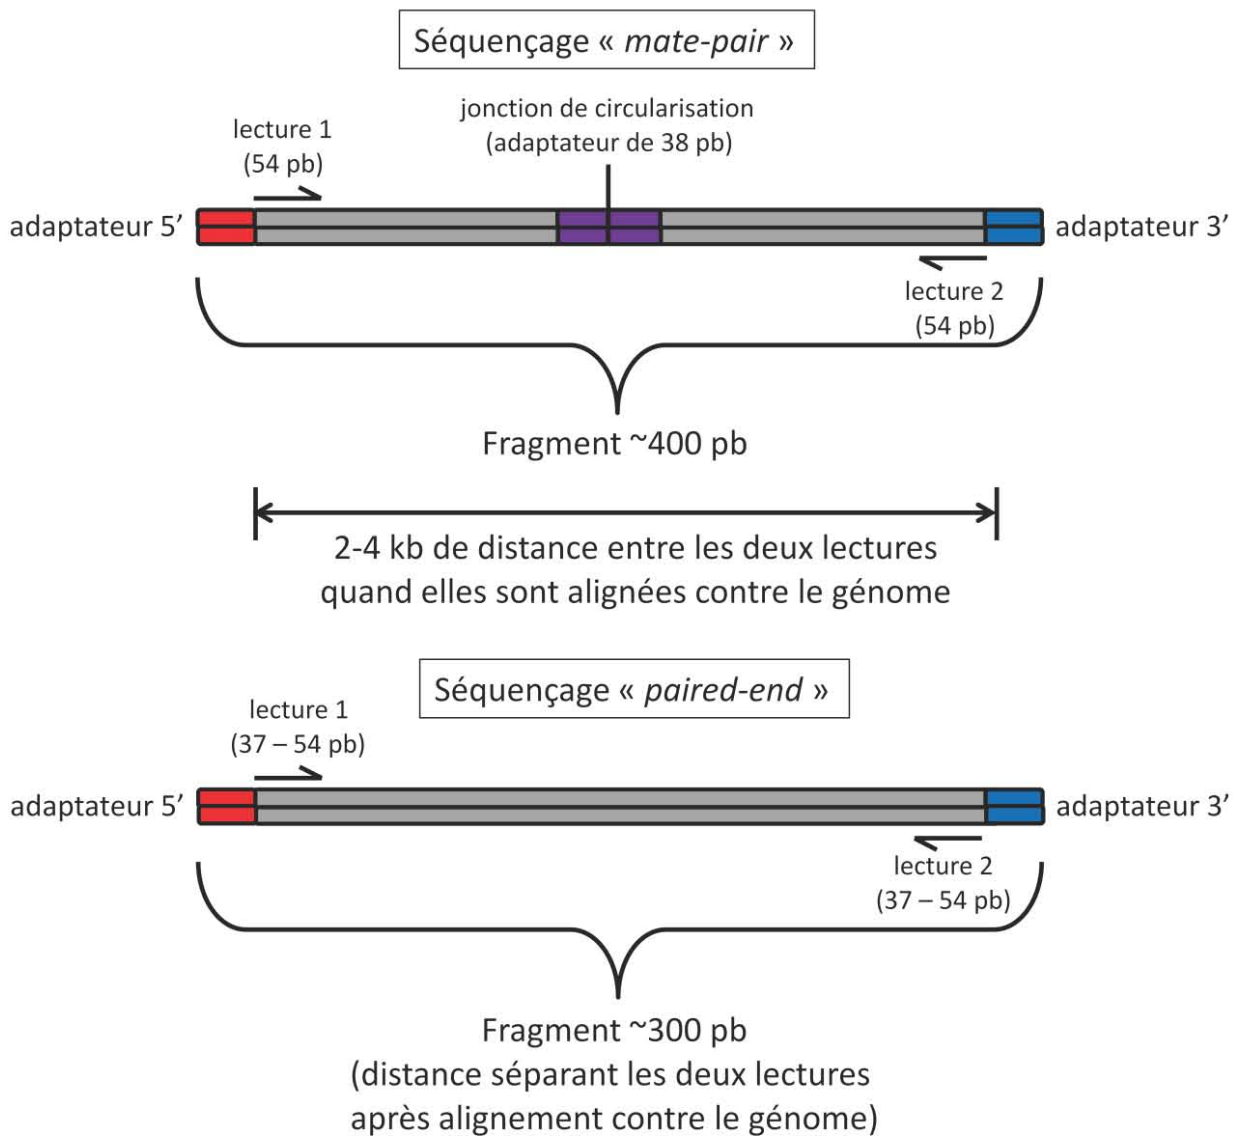 Séquençage « mate-pair »
jonction de circularisation
(adaptateur de 38 pb)
lecture 1
(54 pb)
adaptateur 5’
adaptateur 3’
lecture 2
(54 pb)
Fragment ~400 pb
2-4 kb de distance entre les deux lectures
quand elles sont alignées contre le génome
Séquençage « paired-end »
lecture 1
(37 – 54 pb)
adaptateur 5’
adaptateur 3’
lecture 2
(37 – 54 pb)
Fragment ~300 pb
(distance séparant les deux lectures
après alignement contre le génome)